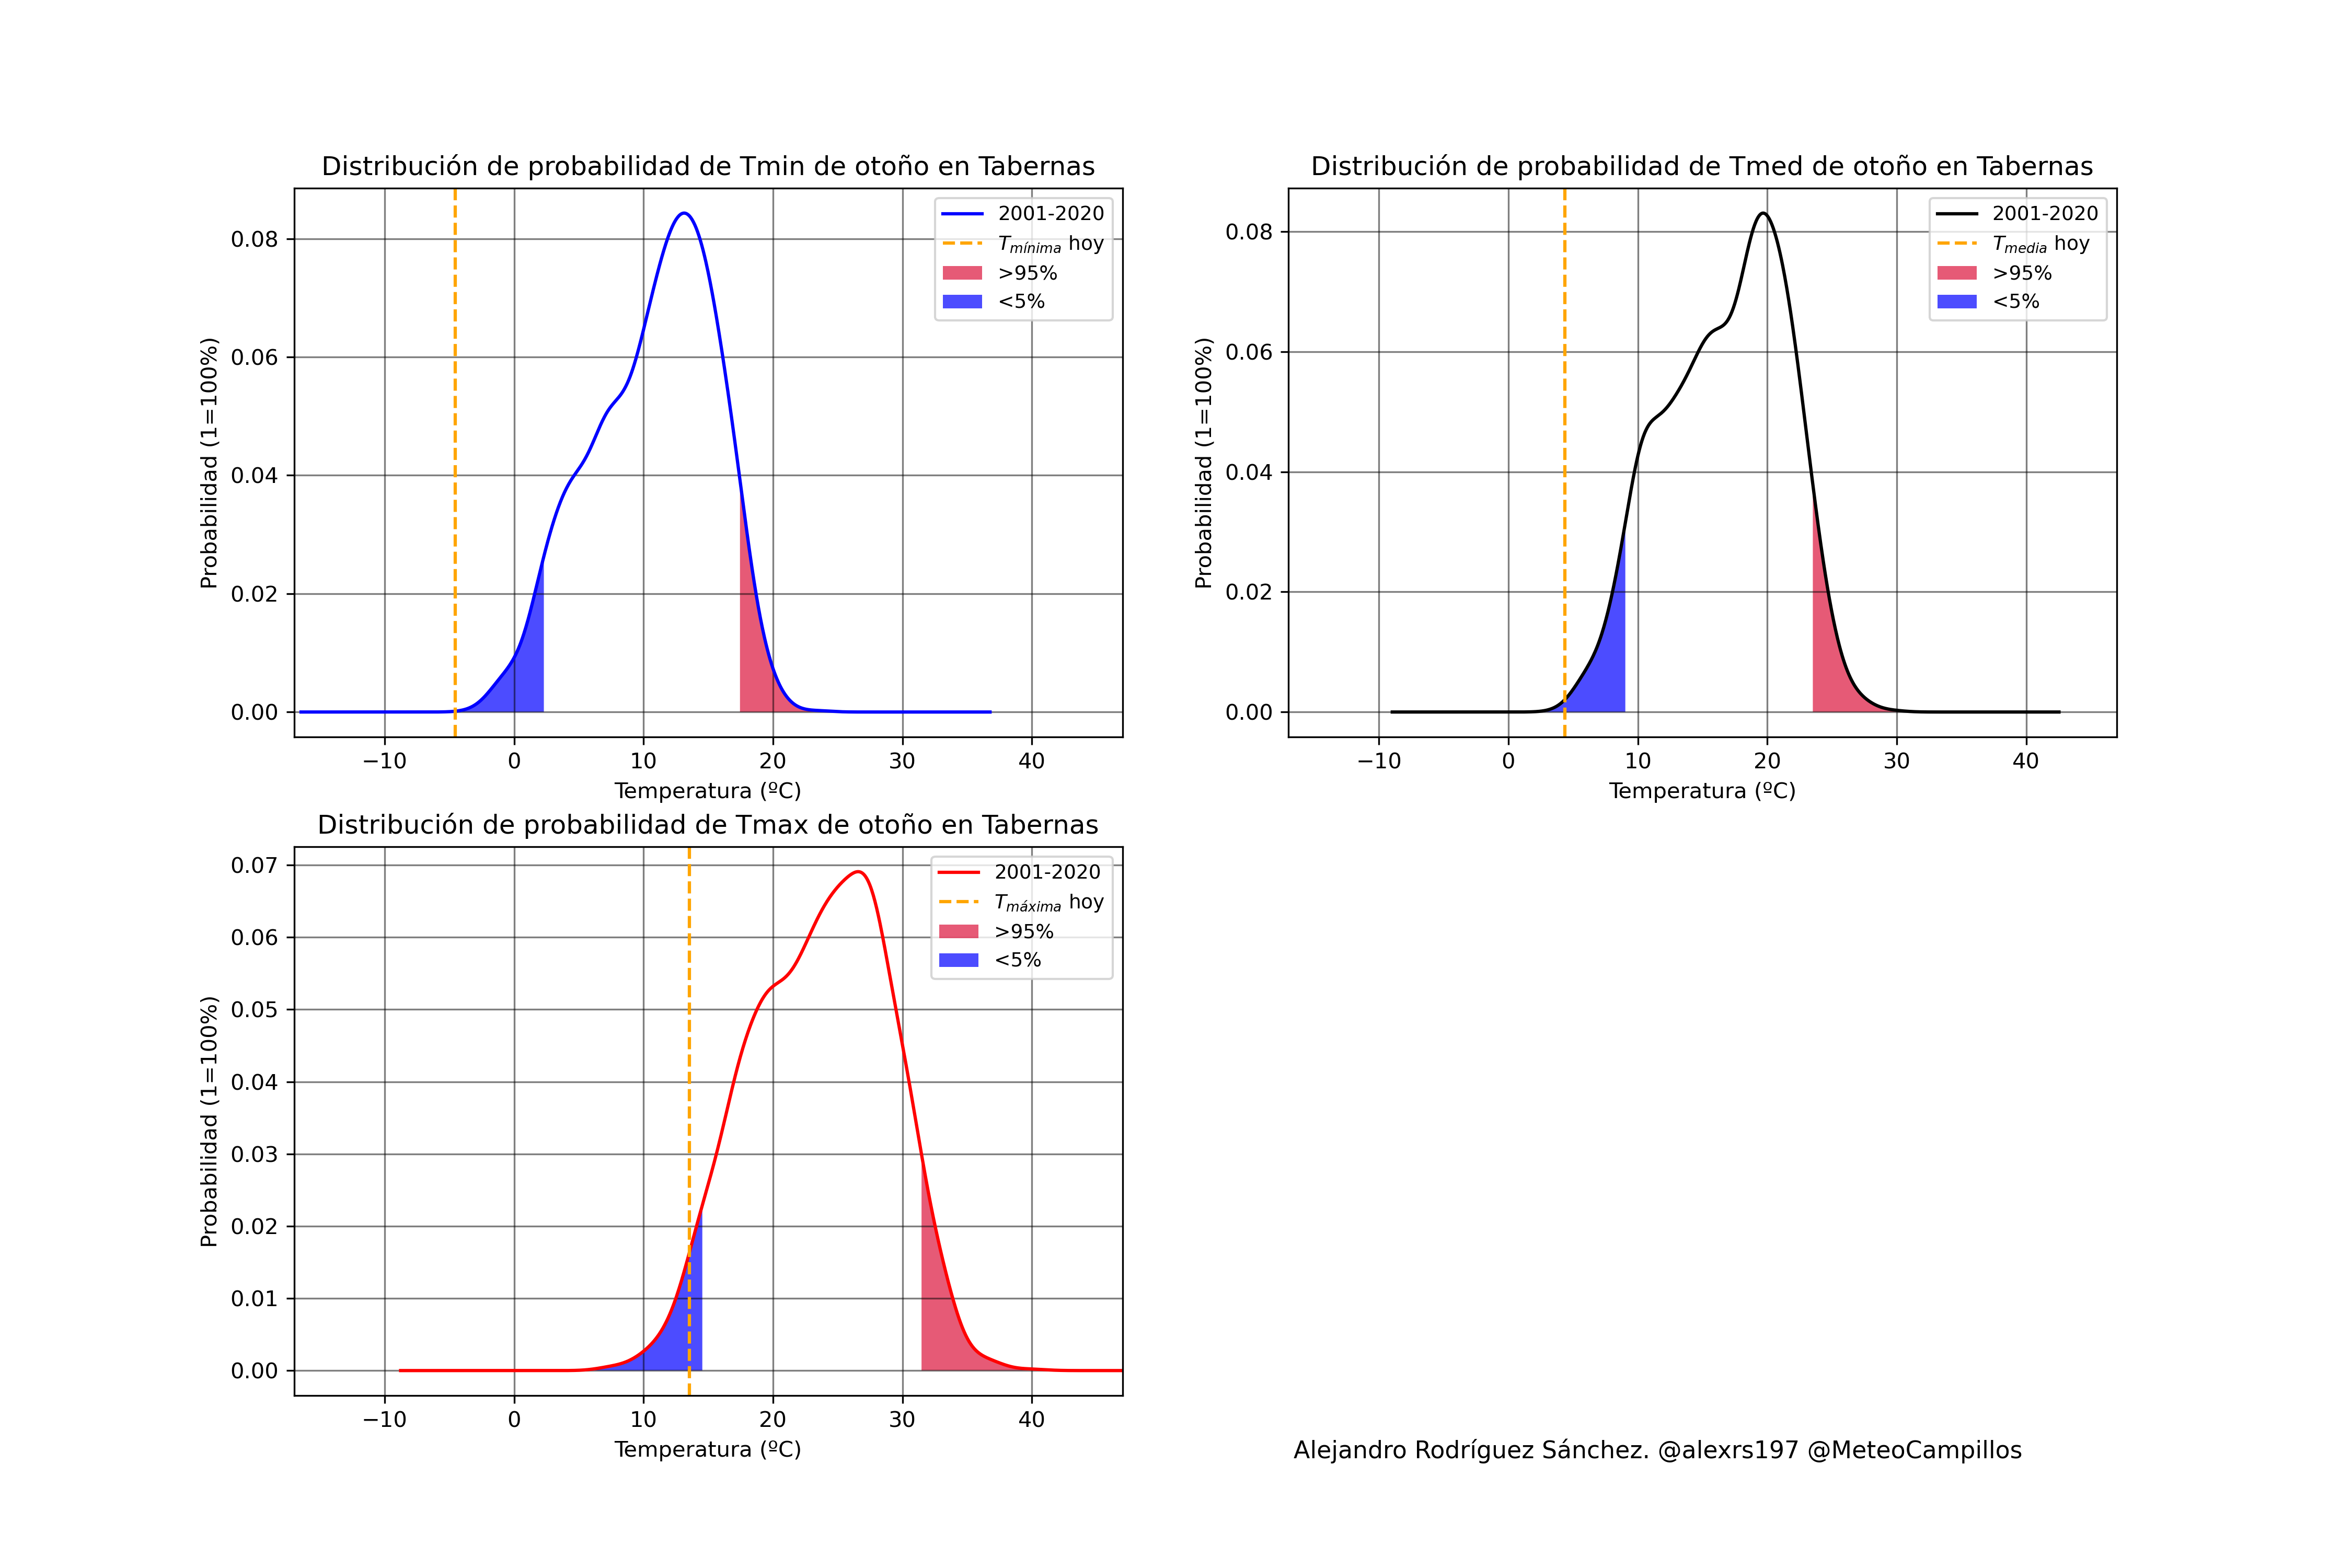 Distribución de probabilidad de Tmin de otoño en Tabernas
Probabilidad (1=100%)
0.08
0.06
0.04
0.02
0.00
−10 0 10 20 30 40
Temperatura (ºC)
2001-2020
Tmínima hoy
>95%
<5%
Distribución de probabilidad de Tmed de otoño en Tabernas
Probabilidad (1=100%)
0.08
0.06
0.04
0.02
0.00
−10 0 10 20 30 40
Temperatura (ºC)
2001-2020
Tmedia hoy
>95%
<5%
Distribución de probabilidad de Tmax de otoño en Tabernas
Probabilidad (1=100%)
0.07
0.06
0.05
0.04
0.03
0.02
0.01
0.00
−10 0 10 20 30 40
Temperatura (ºC)
2001-2020
Tmáxima hoy
>95%
<5%
Alejandro Rodríguez Sánchez. @alexrs197 @MeteoCampillos